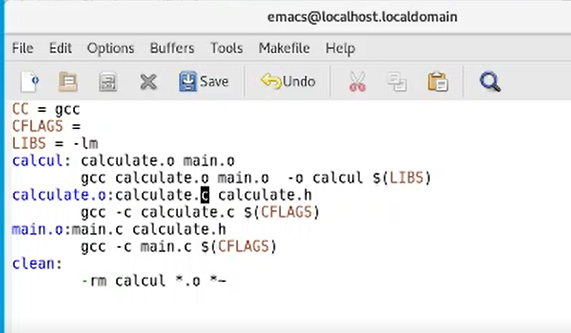 emacs@localhost.localdomain
File Edit Options Buffers Tools Makefile Help
Save Undo
CC = gcc
CFLAGS =
LIBS = -lm
calcul: calculate.o main.o
        gcc calculate.o main.o  -o calcul $(LIBS)
calculate.o:calculate.c calculate.h
        gcc -c calculate.c $(CFLAGS)
main.o:main.c calculate.h
        gcc -c main.c $(CFLAGS)
clean:
        -rm calcul *.o *~